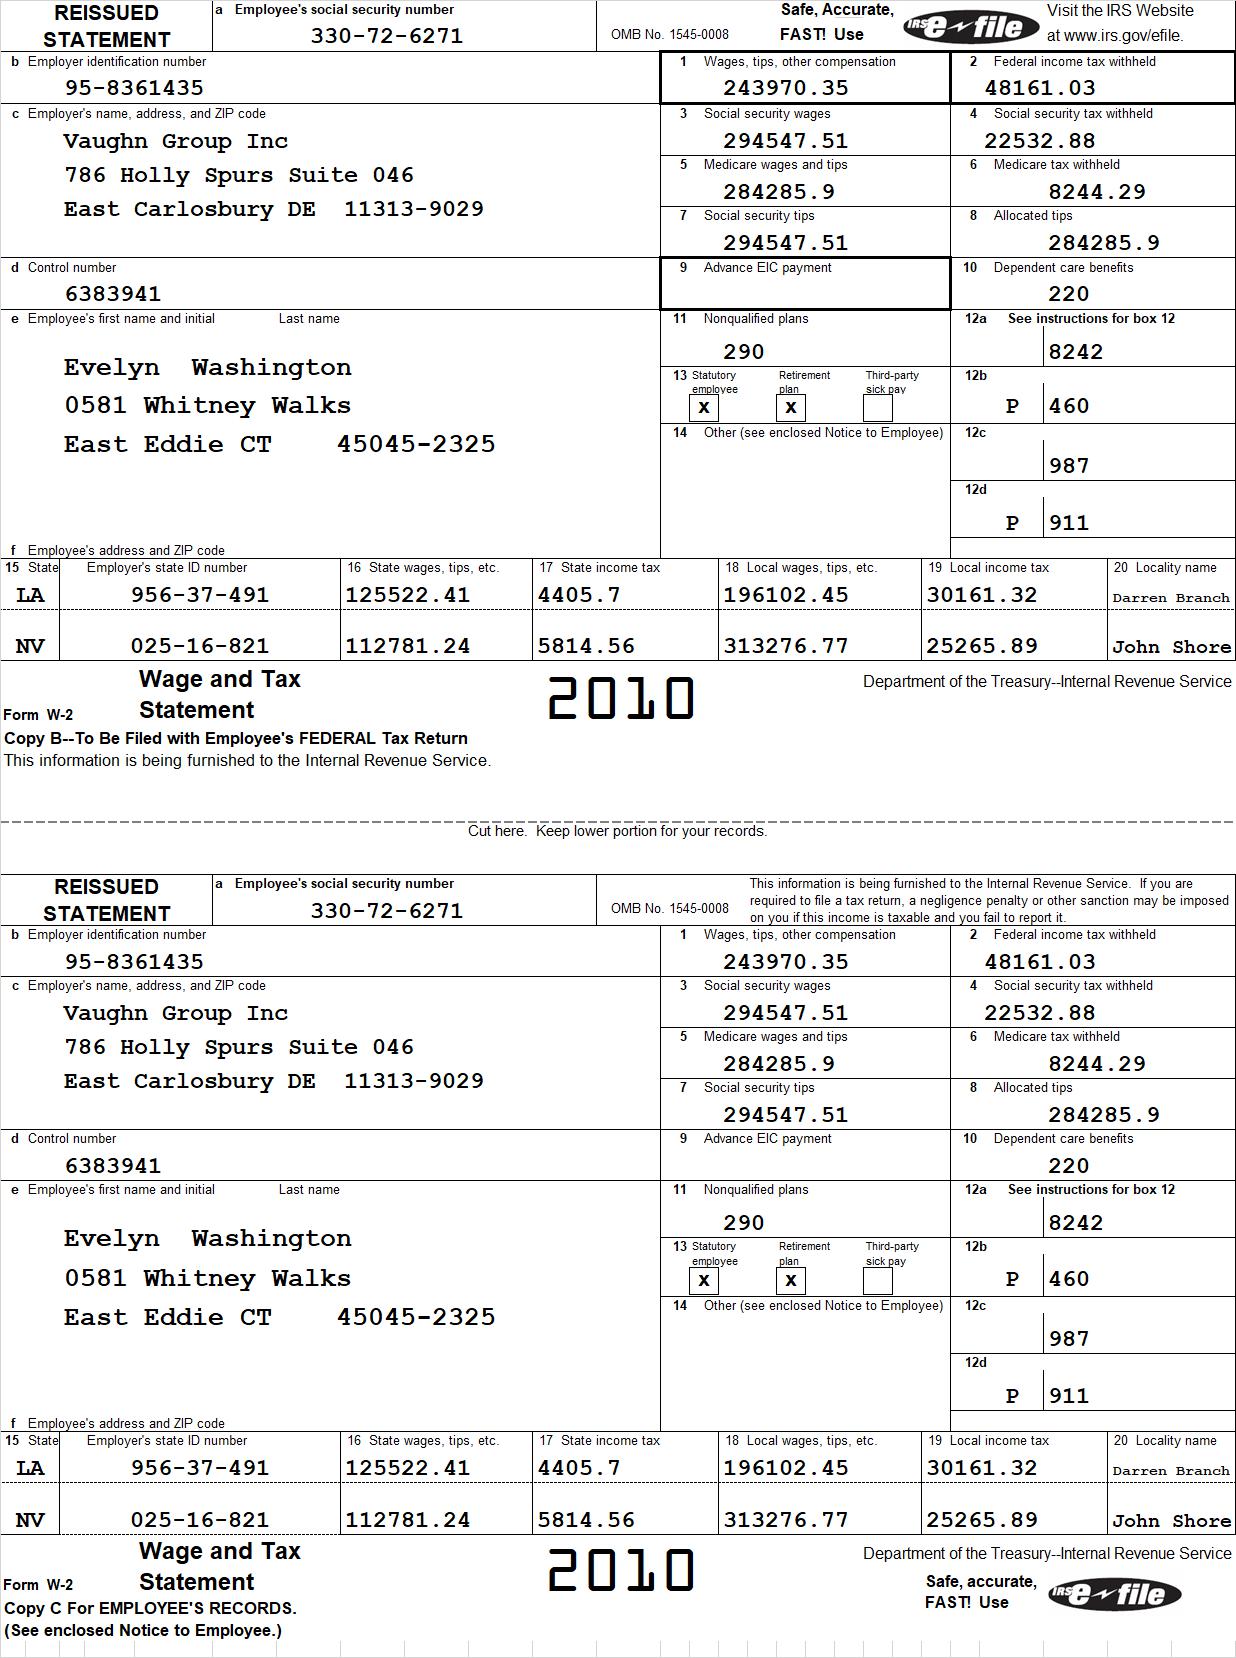 REISSUED STATEMENT
a Employee's social security number
330-72-6271
OMB No. 1545-0008
Safe, Accurate, FAST! Use
IRS e-file
Visit the IRS Website at www.irs.gov/efile.
b Employer identification number
95-8361435
1 Wages, tips, other compensation
243970.35
2 Federal income tax withheld
48161.03
c Employer's name, address, and ZIP code
Vaughn Group Inc
786 Holly Spurs Suite 046
East Carlosbury DE 11313-9029
3 Social security wages
294547.51
4 Social security tax withheld
22532.88
5 Medicare wages and tips
284285.9
6 Medicare tax withheld
8244.29
7 Social security tips
294547.51
8 Allocated tips
284285.9
d Control number
6383941
9 Advance EIC payment
10 Dependent care benefits
220
e Employee's first name and initial Last name
Evelyn Washington
0581 Whitney Walks
East Eddie CT 45045-2325
11 Nonqualified plans
290
12a See instructions for box 12
8242
13 Statutory employee Retirement plan Third-party sick pay
X X
12b
P 460
14 Other (see enclosed Notice to Employee)
12c
987
12d
P 911
f Employee's address and ZIP code
15 State Employer's state ID number 16 State wages, tips, etc. 17 State income tax 18 Local wages, tips, etc. 19 Local income tax 20 Locality name
LA 956-37-491 125522.41 4405.7 196102.45 30161.32 Darren Branch
NV 025-16-821 112781.24 5814.56 313276.77 25265.89 John Shore
Form W-2 Wage and Tax Statement
2010
Department of the Treasury--Internal Revenue Service
Copy B--To Be Filed with Employee's FEDERAL Tax Return
This information is being furnished to the Internal Revenue Service.
Cut here. Keep lower portion for your records.
REISSUED STATEMENT
a Employee's social security number
330-72-6271
OMB No. 1545-0008
This information is being furnished to the Internal Revenue Service. If you are
required to file a tax return, a negligence penalty or other sanction may be imposed
on you if this income is taxable and you fail to report it.
b Employer identification number
95-8361435
1 Wages, tips, other compensation
243970.35
2 Federal income tax withheld
48161.03
c Employer's name, address, and ZIP code
Vaughn Group Inc
786 Holly Spurs Suite 046
East Carlosbury DE 11313-9029
3 Social security wages
294547.51
4 Social security tax withheld
22532.88
5 Medicare wages and tips
284285.9
6 Medicare tax withheld
8244.29
7 Social security tips
294547.51
8 Allocated tips
284285.9
d Control number
6383941
9 Advance EIC payment
10 Dependent care benefits
220
e Employee's first name and initial Last name
Evelyn Washington
0581 Whitney Walks
East Eddie CT 45045-2325
11 Nonqualified plans
290
12a See instructions for box 12
8242
13 Statutory employee Retirement plan Third-party sick pay
X X
12b
P 460
14 Other (see enclosed Notice to Employee)
12c
987
12d
P 911
f Employee's address and ZIP code
15 State Employer's state ID number 16 State wages, tips, etc. 17 State income tax 18 Local wages, tips, etc. 19 Local income tax 20 Locality name
LA 956-37-491 125522.41 4405.7 196102.45 30161.32 Darren Branch
NV 025-16-821 112781.24 5814.56 313276.77 25265.89 John Shore
Form W-2 Wage and Tax Statement
2010
Department of the Treasury--Internal Revenue Service
Safe, accurate, FAST! Use
IRS e-file
Copy C For EMPLOYEE'S RECORDS.
(See enclosed Notice to Employee.)